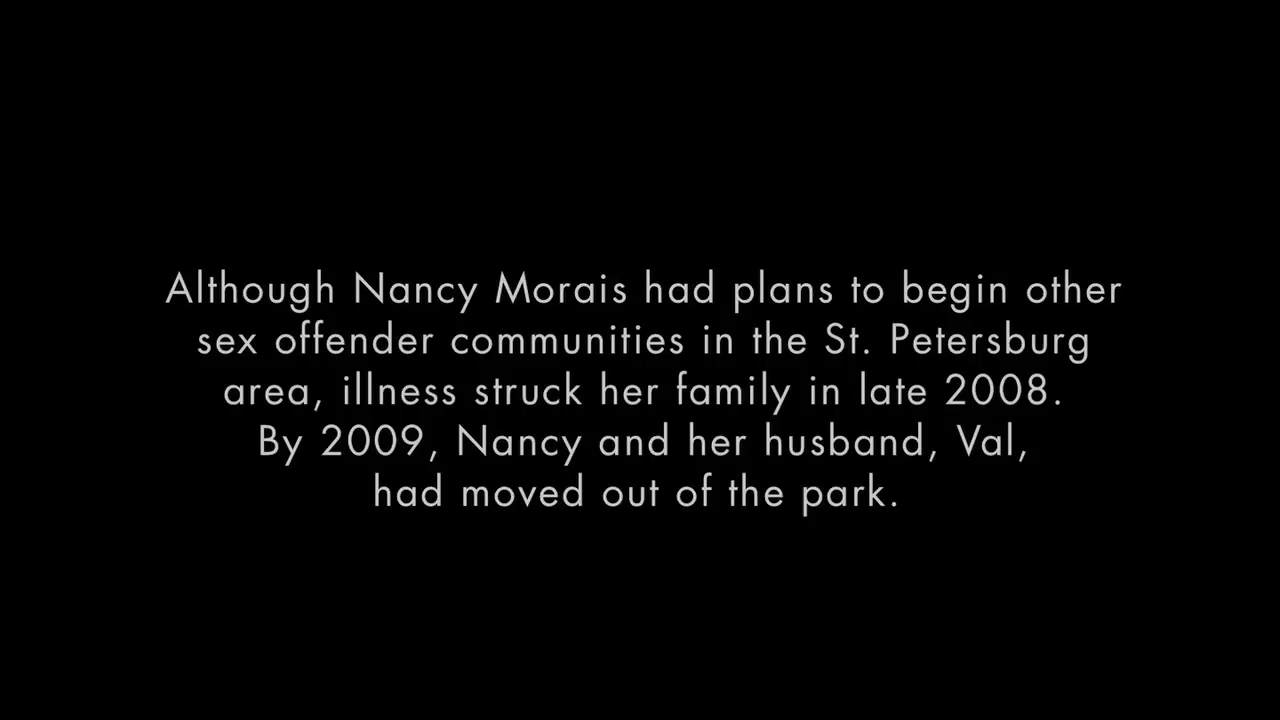 Although Nancy Morais had plans to begin other
sex offender communities in the St. Petersburg
area, illness struck her family in late 2008.
By 2009, Nancy and her husband, Val,
had moved out of the park.